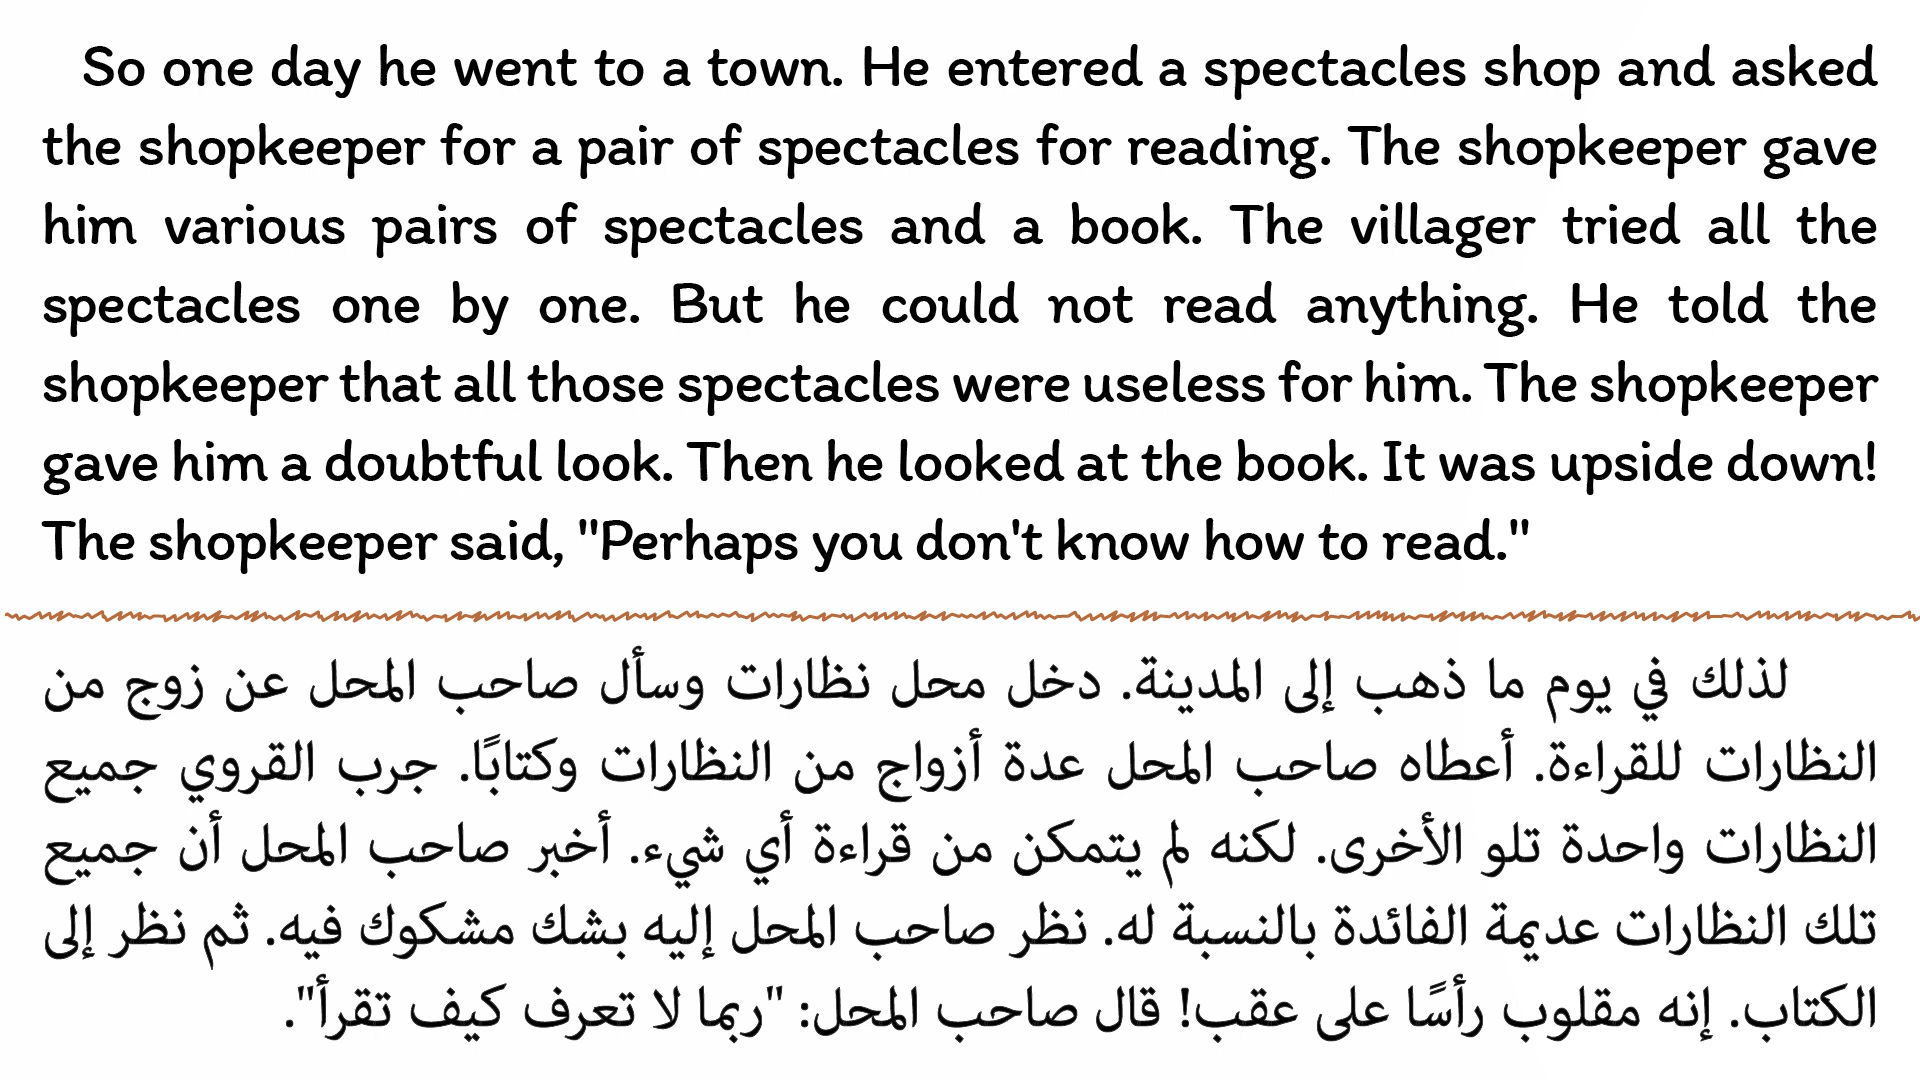 So one day he went to a town. He entered a spectacles shop and asked
the shopkeeper for a pair of spectacles for reading. The shopkeeper gave
him various pairs of spectacles and a book. The villager tried all the
spectacles one by one. But he could not read anything. He told the
shopkeeper that all those spectacles were useless for him. The shopkeeper
gave him a doubtful look. Then he looked at the book. It was upside down!
The shopkeeper said, "Perhaps you don't know how to read."
لذلك في يوم ما ذهب إلى المدينة. دخل محل نظارات وسأل صاحب المحل عن زوج من
النظارات للقراءة. أعطاه صاحب المحل عدة أزواج من النظارات وكتابًا. جرب القروي جميع
النظارات واحدة تلو الأخرى. لكنه لم يتمكن من قراءة أي شيء. أخبر صاحب المحل أن جميع
تلك النظارات عديمة الفائدة بالنسبة له. نظر صاحب المحل إليه بشك مشكوك فيه. ثم نظر إلى
الكتاب. إنه مقلوب رأسًا على عقب! قال صاحب المحل: "ربما لا تعرف كيف تقرأ".